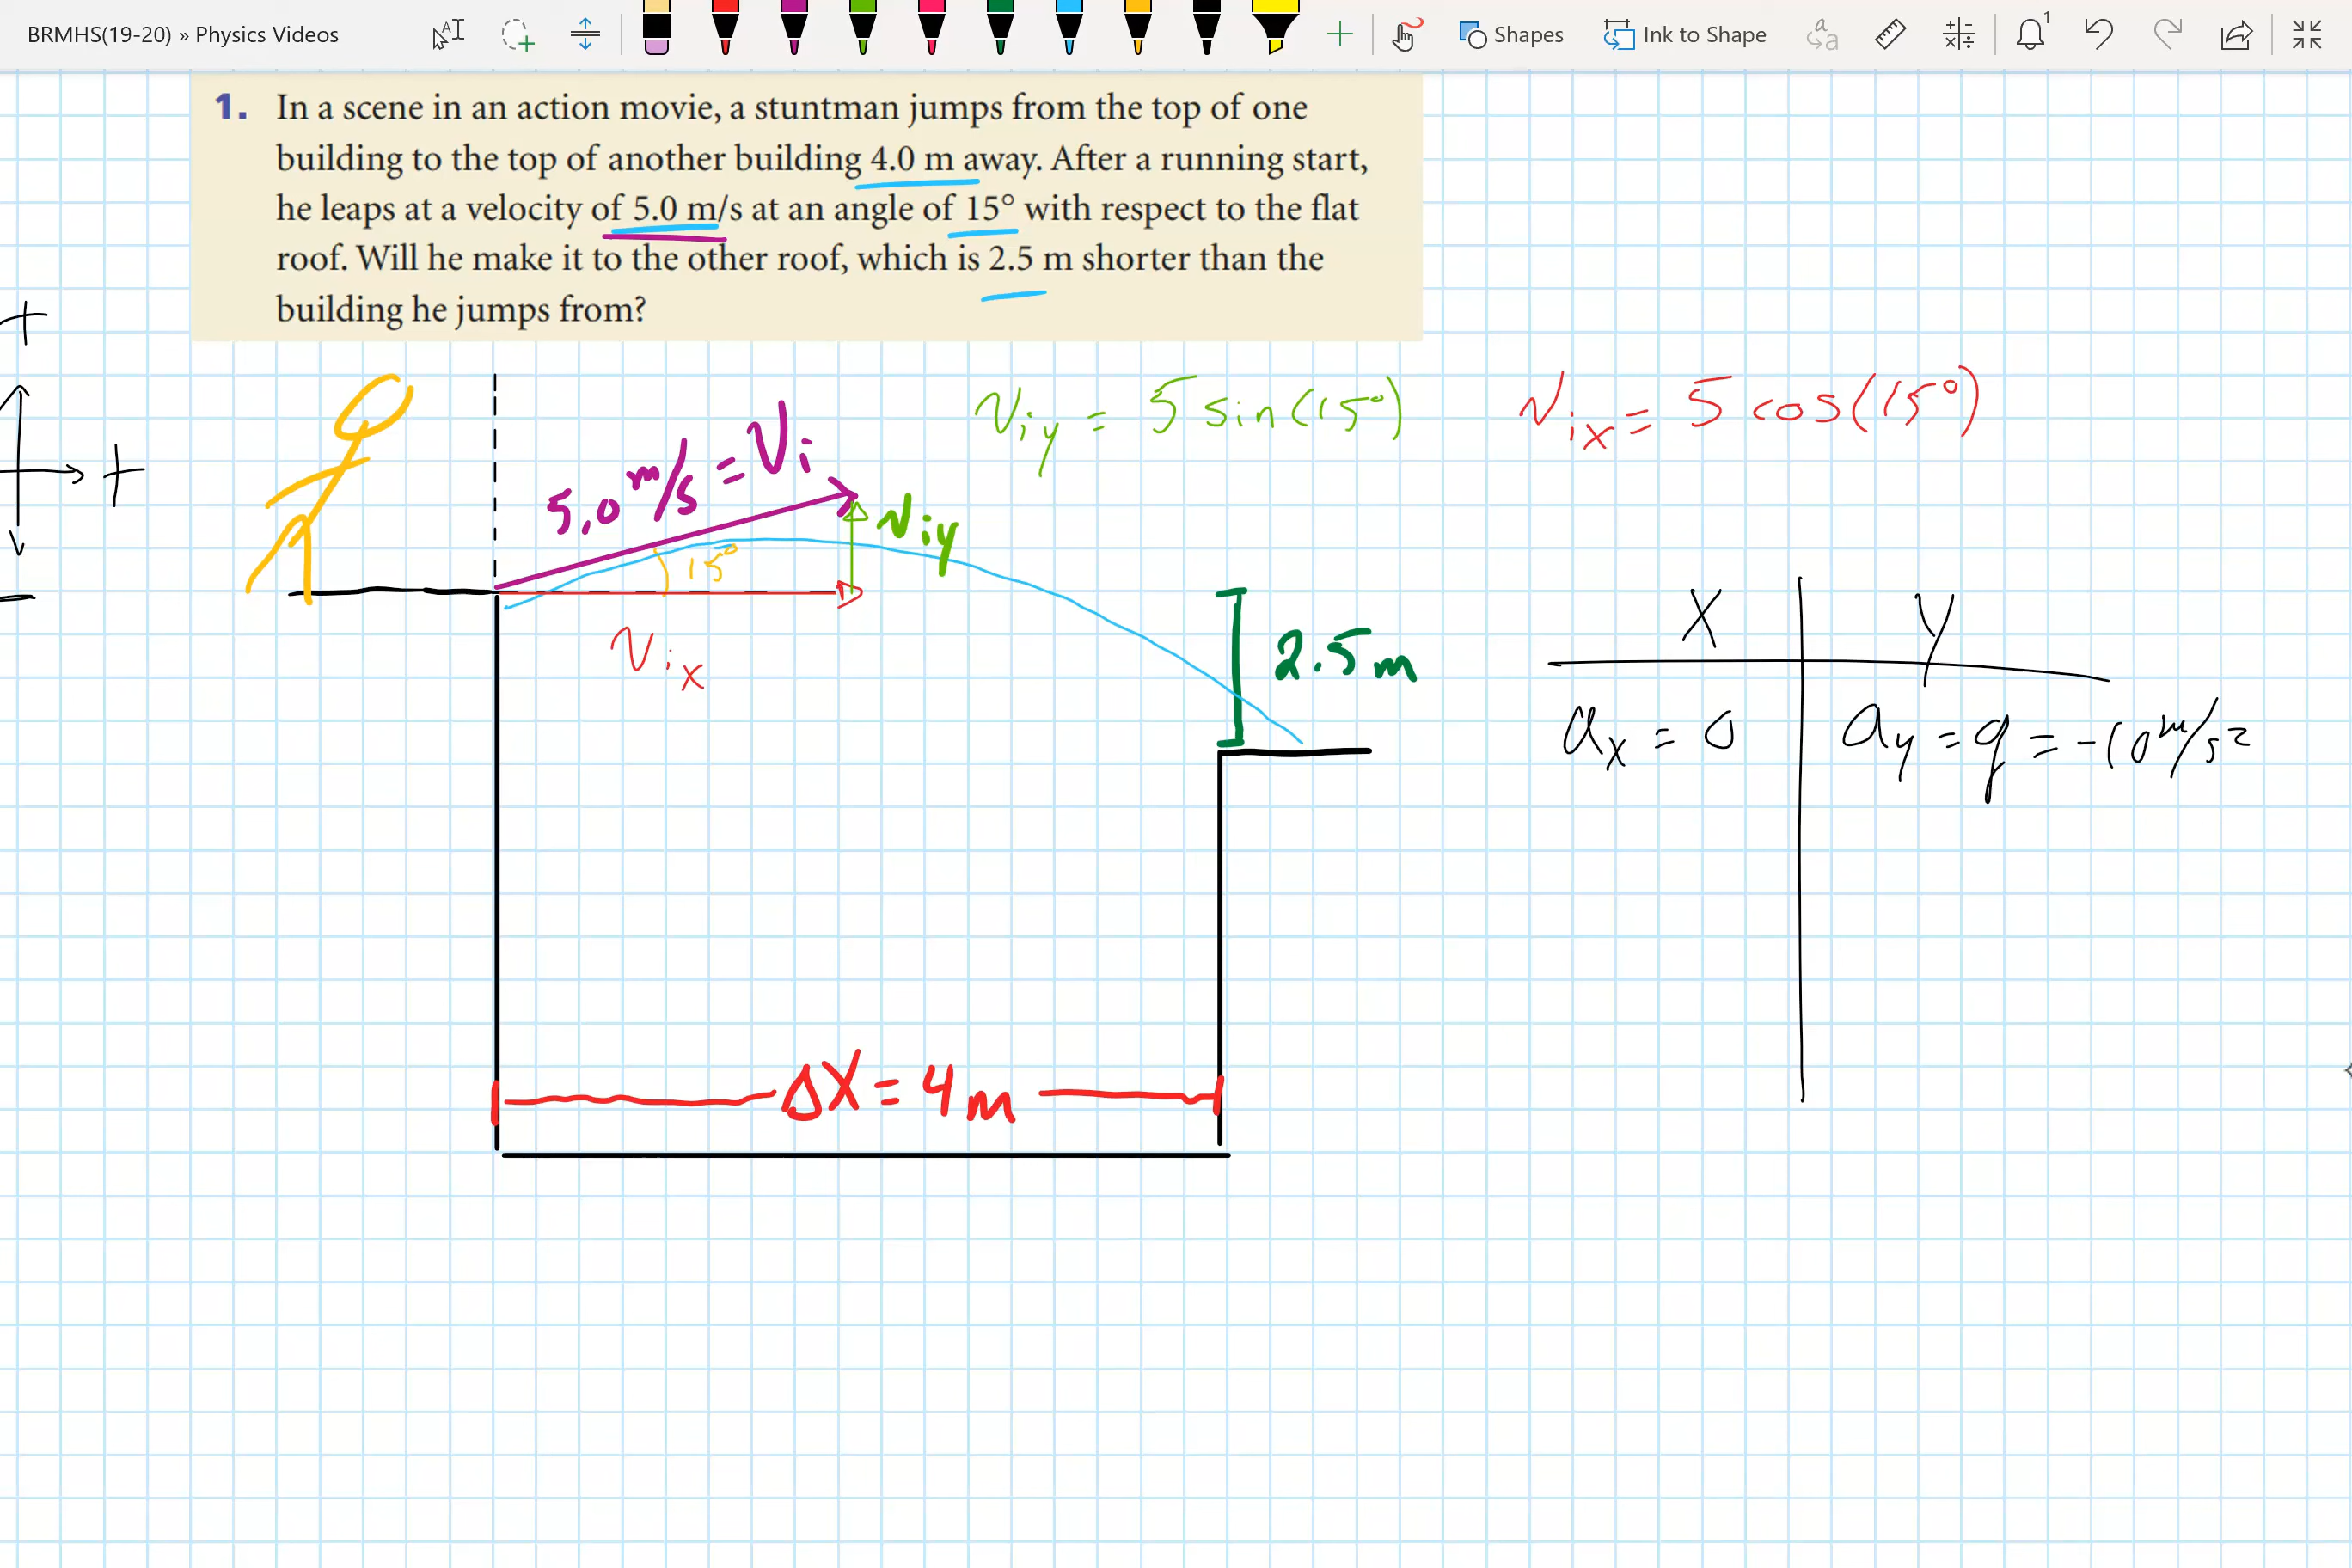 BRMHS(19-20) » Physics Videos
Shapes
Ink to Shape
1
1. In a scene in an action movie, a stuntman jumps from the top of one
building to the top of another building 4.0 m away. After a running start,
he leaps at a velocity of 5.0 m/s at an angle of 15° with respect to the flat
roof. Will he make it to the other roof, which is 2.5 m shorter than the
building he jumps from?
+
+
−
5.0 m/s = Vi
Viy = 5 sin(15°)
Vix = 5 cos(15°)
Viy
15°
Vix
2.5 m
X
Y
ax = 0
ay = g = -10 m/s²
Δx = 4 m